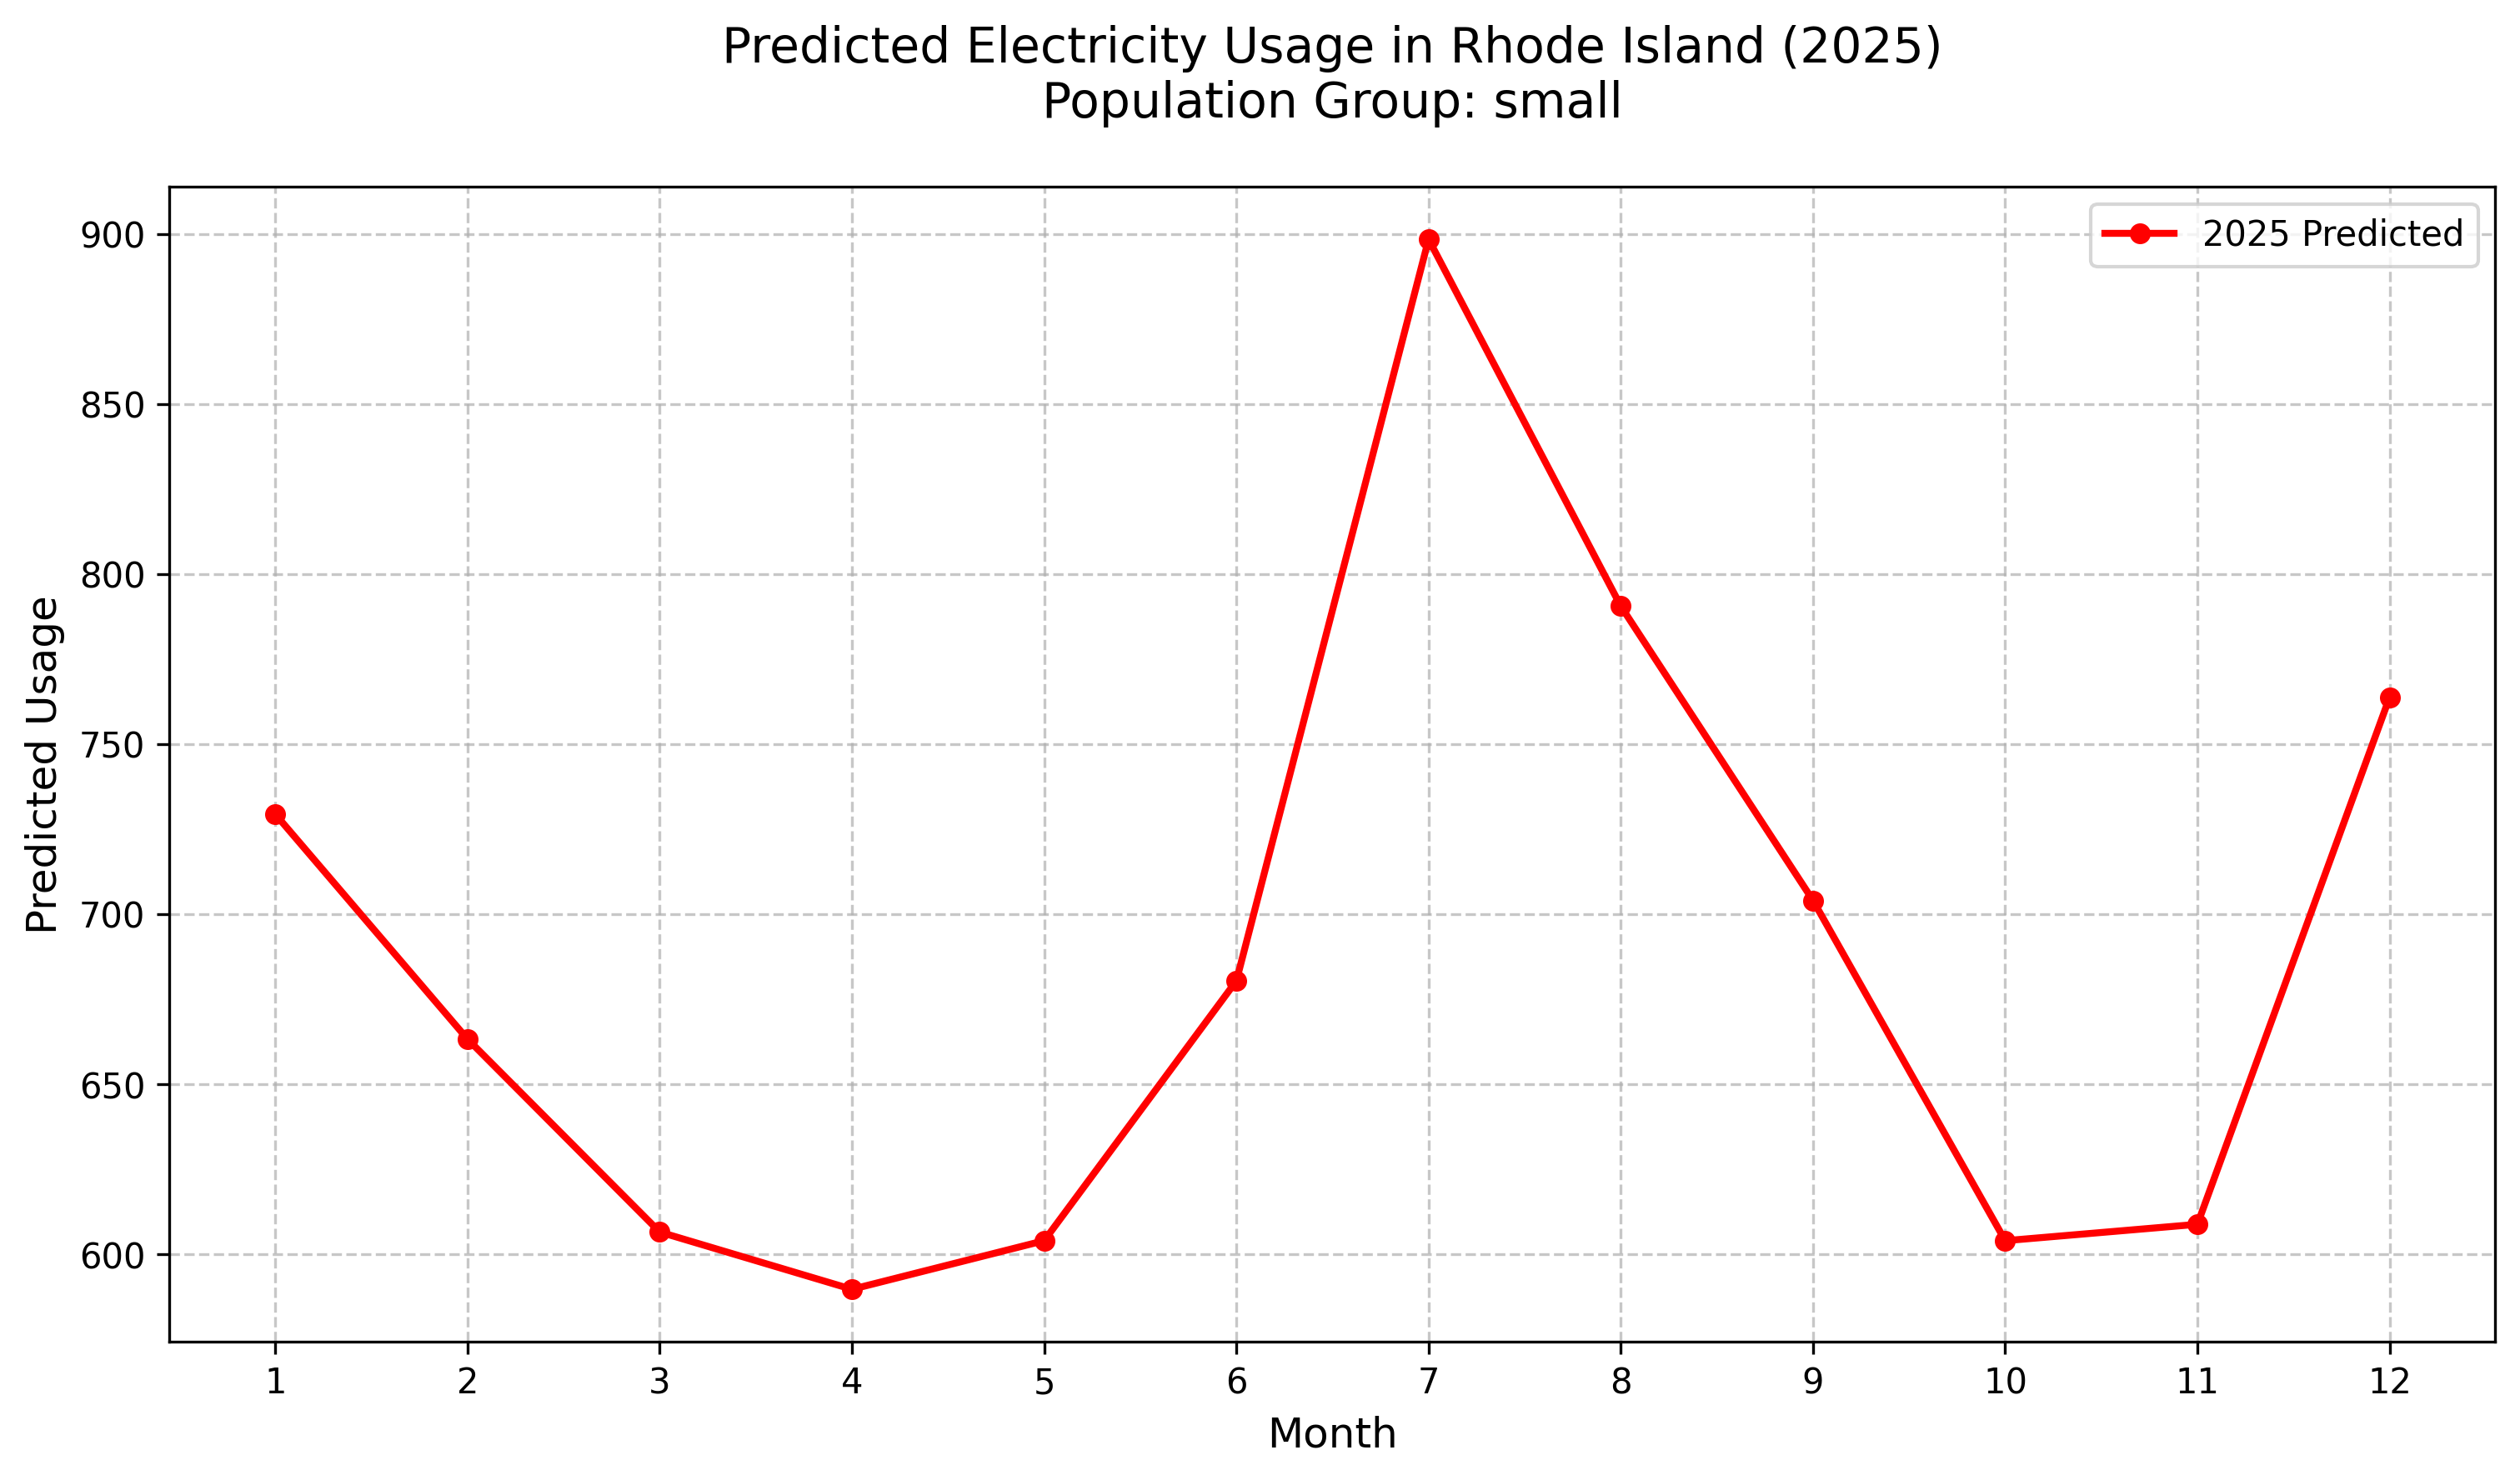 Predicted Electricity Usage in Rhode Island (2025)
Population Group: small
2025 Predicted
Predicted Usage
900
850
800
750
700
650
600
1 2 3 4 5 6 7 8 9 10 11 12
Month